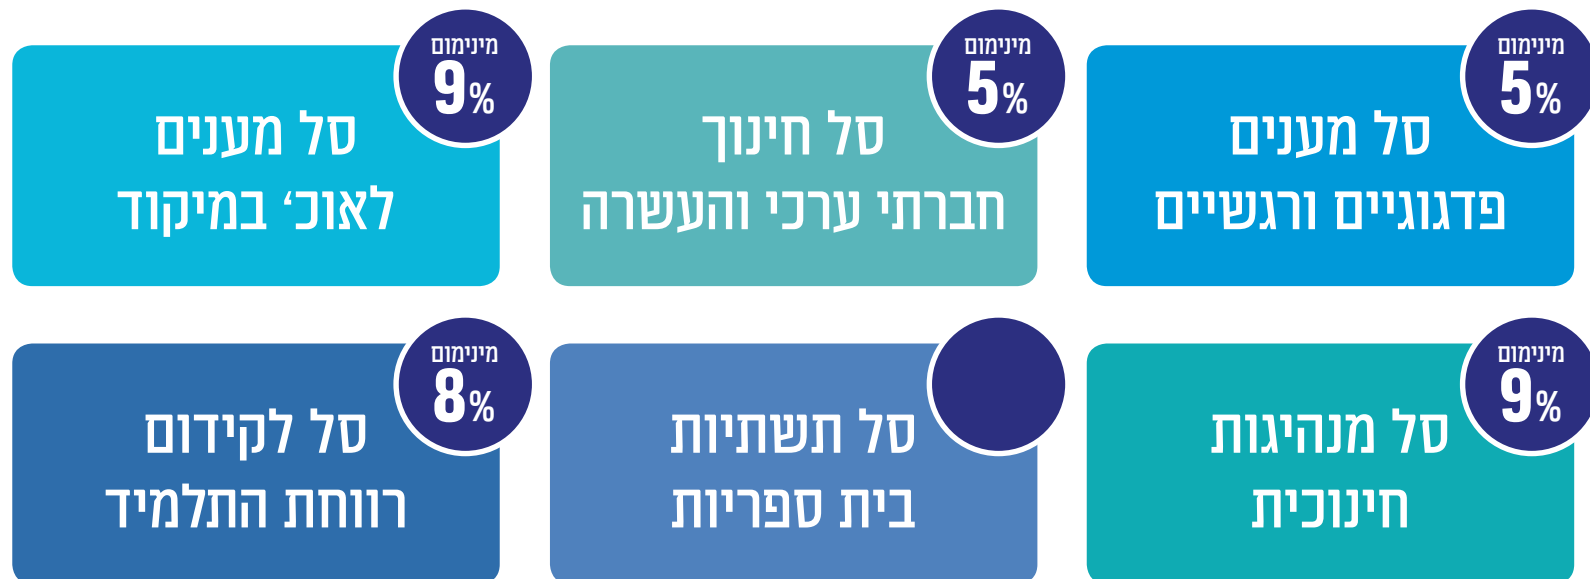 מינימום
5%
סל מענים
פדגוגיים ורגשיים
מינימום
5%
סל חינוך
חברתי ערכי והעשרה
מינימום
9%
סל מענים
לאוכ׳ במיקוד
מינימום
9%
סל מנהיגות
חינוכית
סל תשתיות
בית ספריות
מינימום
8%
סל לקידום
רווחת התלמיד